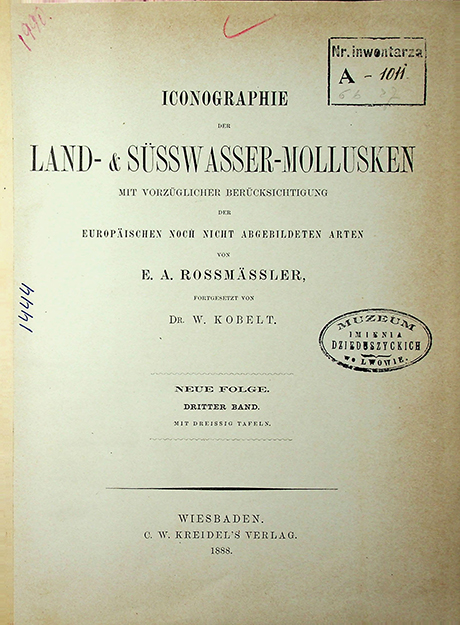 1990.
Nr. inwentarza
A - 1011
ICONOGRAPHIE
DER
LAND- & SÜSSWASSER-MOLLUSKEN
MIT VORZÜGLICHER BERÜCKSICHTIGUNG
DER
EUROPÄISCHEN NOCH NICHT ABGEBILDETEN ARTEN
VON
E. A. ROSSMÄSSLER,
FORTGESETZT VON
DR. W. KOBELT.
1444
MUZEUM
IMIENIA
DZIEDUSZYCKICH
WE LWOWIE.
NEUE FOLGE.
DRITTER BAND.
MIT DREISSIG TAFELN.
WIESBADEN.
C. W. KREIDEL'S VERLAG.
1888.